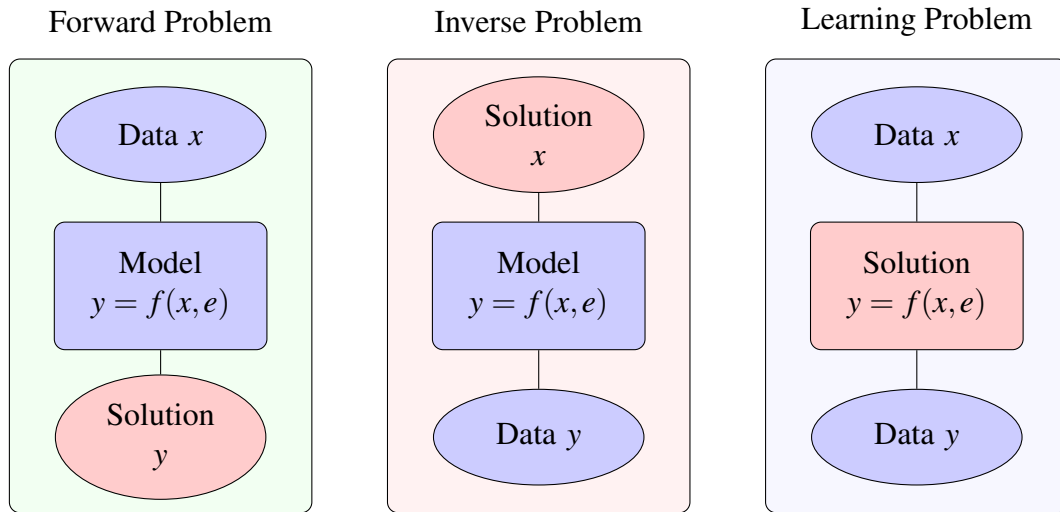 Forward Problem
Data x
Model
y = f(x, e)
Solution
y
Inverse Problem
Solution
x
Model
y = f(x, e)
Data y
Learning Problem
Data x
Solution
y = f(x, e)
Data y